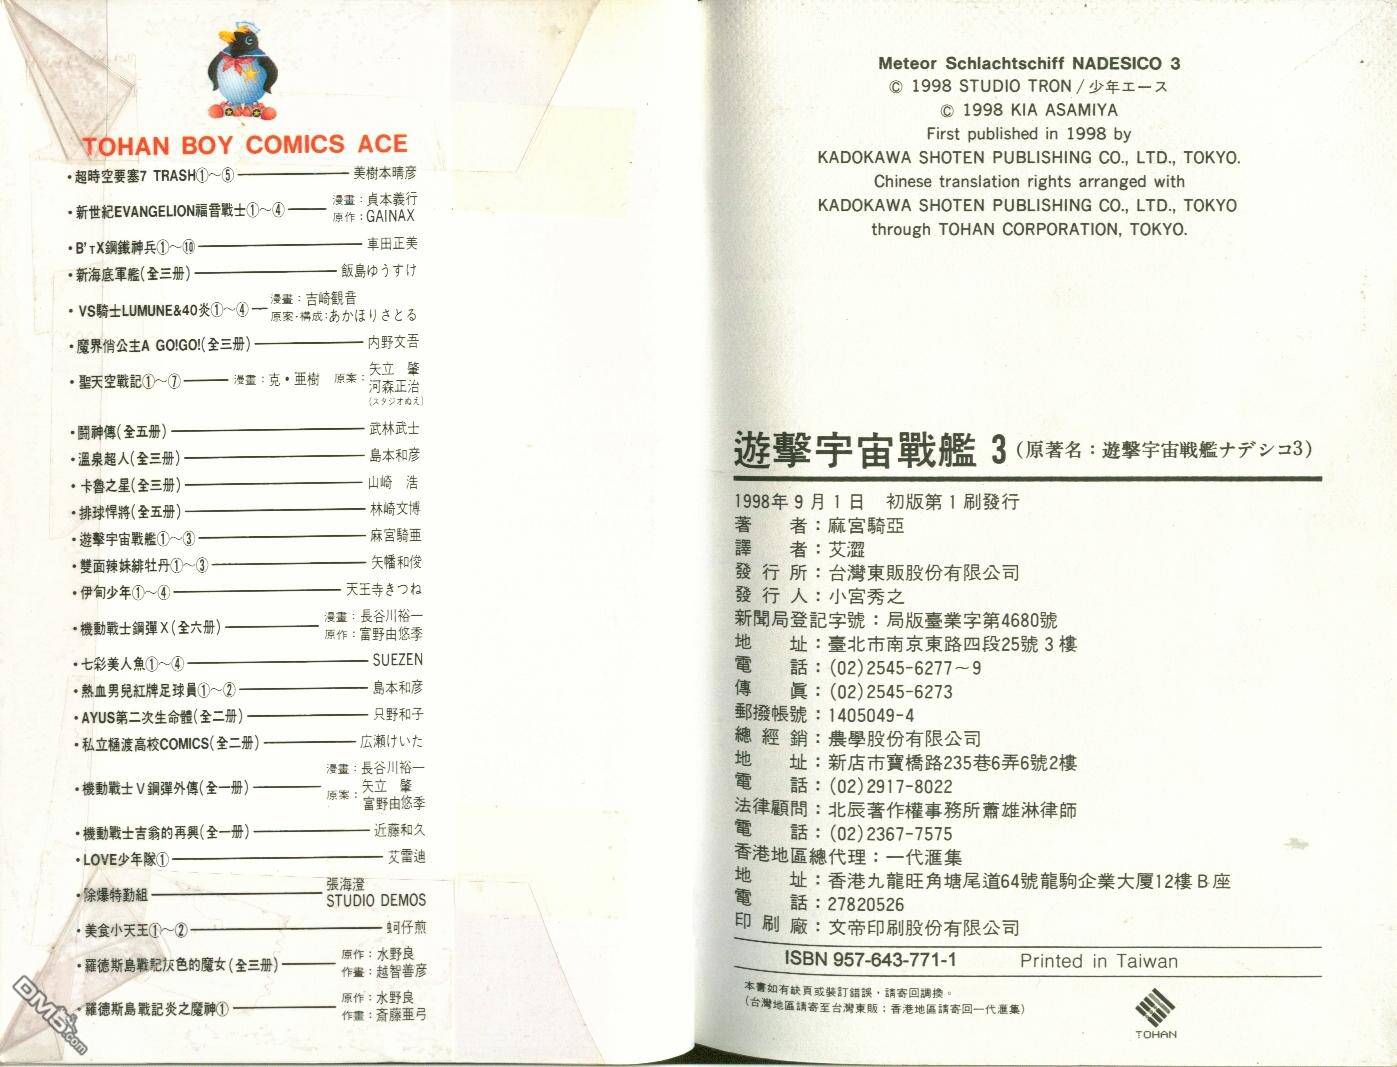 TOHAN BOY COMICS ACE
・超時空要塞7 TRASH①～⑤ 美樹本晴彦
・新世紀EVANGELION福音戰士①～④ 漫畫：貞本義行
原作：GAINAX
・B'TX鋼鐵神兵①～⑩ 車田正美
・新海底軍艦(全三册) 飯島ゆうすけ
・VS騎士LUMUNE&40炎①～④ 漫畫：吉崎観音
原案・構成：あかほりさとる
・魔界俏公主A GO!GO!(全三册) 内野文吾
・聖天空戰記①～⑦ 漫畫：克・亜樹 原案：矢立 肇
河森正治
(スタジオぬえ)
・鬪神傳(全五册) 武林武士
・溫泉超人(全三册) 島本和彦
・卡魯之星(全三册) 山崎 浩
・排球悍將(全五册) 林崎文博
・遊擊宇宙戰艦①～③ 麻宮騎亜
・雙面辣妹緋牡丹①～③ 矢幡和俊
・伊甸少年①～④ 天王寺きつね
・機動戰士鋼彈X(全六册) 漫畫：長谷川裕一
原作：富野由悠季
・七彩美人魚①～④ SUEZEN
・熱血男兒紅牌足球員①～② 島本和彦
・AYUS第二次生命體(全二册) 只野和子
・私立樋渡高校COMICS(全二册) 広瀬けいた
・機動戰士V鋼彈外傳(全一册) 漫畫：長谷川裕一
原案：矢立 肇
富野由悠季
・機動戰士吉翁的再興(全一册) 近藤和久
・LOVE少年隊① 艾雷迪
・除爆特勤組 張海澄
STUDIO DEMOS
・美食小天王①～② 蚵仔煎
・羅德斯島戰記灰色的魔女(全三册) 原作：水野良
作畫：越智善彦
・羅德斯島戰記炎之魔神① 原作：水野良
作畫：斎藤亜弓
DM5.com
Meteor Schlachtschiff NADESICO 3
© 1998 STUDIO TRON/少年エース
© 1998 KIA ASAMIYA
First published in 1998 by
KADOKAWA SHOTEN PUBLISHING CO., LTD., TOKYO.
Chinese translation rights arranged with
KADOKAWA SHOTEN PUBLISHING CO., LTD., TOKYO
through TOHAN CORPORATION, TOKYO.
遊擊宇宙戰艦 3 (原著名：遊撃宇宙戦艦ナデシコ3)
1998年9月1日 初版第1刷發行
著者：麻宮騎亞
譯者：艾澀
發行所：台灣東販股份有限公司
發行人：小宮秀之
新聞局登記字號：局版臺業字第4680號
地址：臺北市南京東路四段25號3樓
電話：(02)2545-6277～9
傳眞：(02)2545-6273
郵撥帳號：1405049-4
總經銷：農學股份有限公司
地址：新店市寶橋路235巷6弄6號2樓
電話：(02)2917-8022
法律顧問：北辰著作權事務所蕭雄淋律師
電話：(02)2367-7575
香港地區總代理：一代滙集
地址：香港九龍旺角塘尾道64號龍駒企業大厦12樓B座
電話：27820526
印刷廠：文帝印刷股份有限公司
ISBN 957-643-771-1 Printed in Taiwan
本書如有缺頁或裝訂錯誤，請寄回調換。
(台灣地區請寄至台灣東販；香港地區請寄回一代滙集)
TOHAN